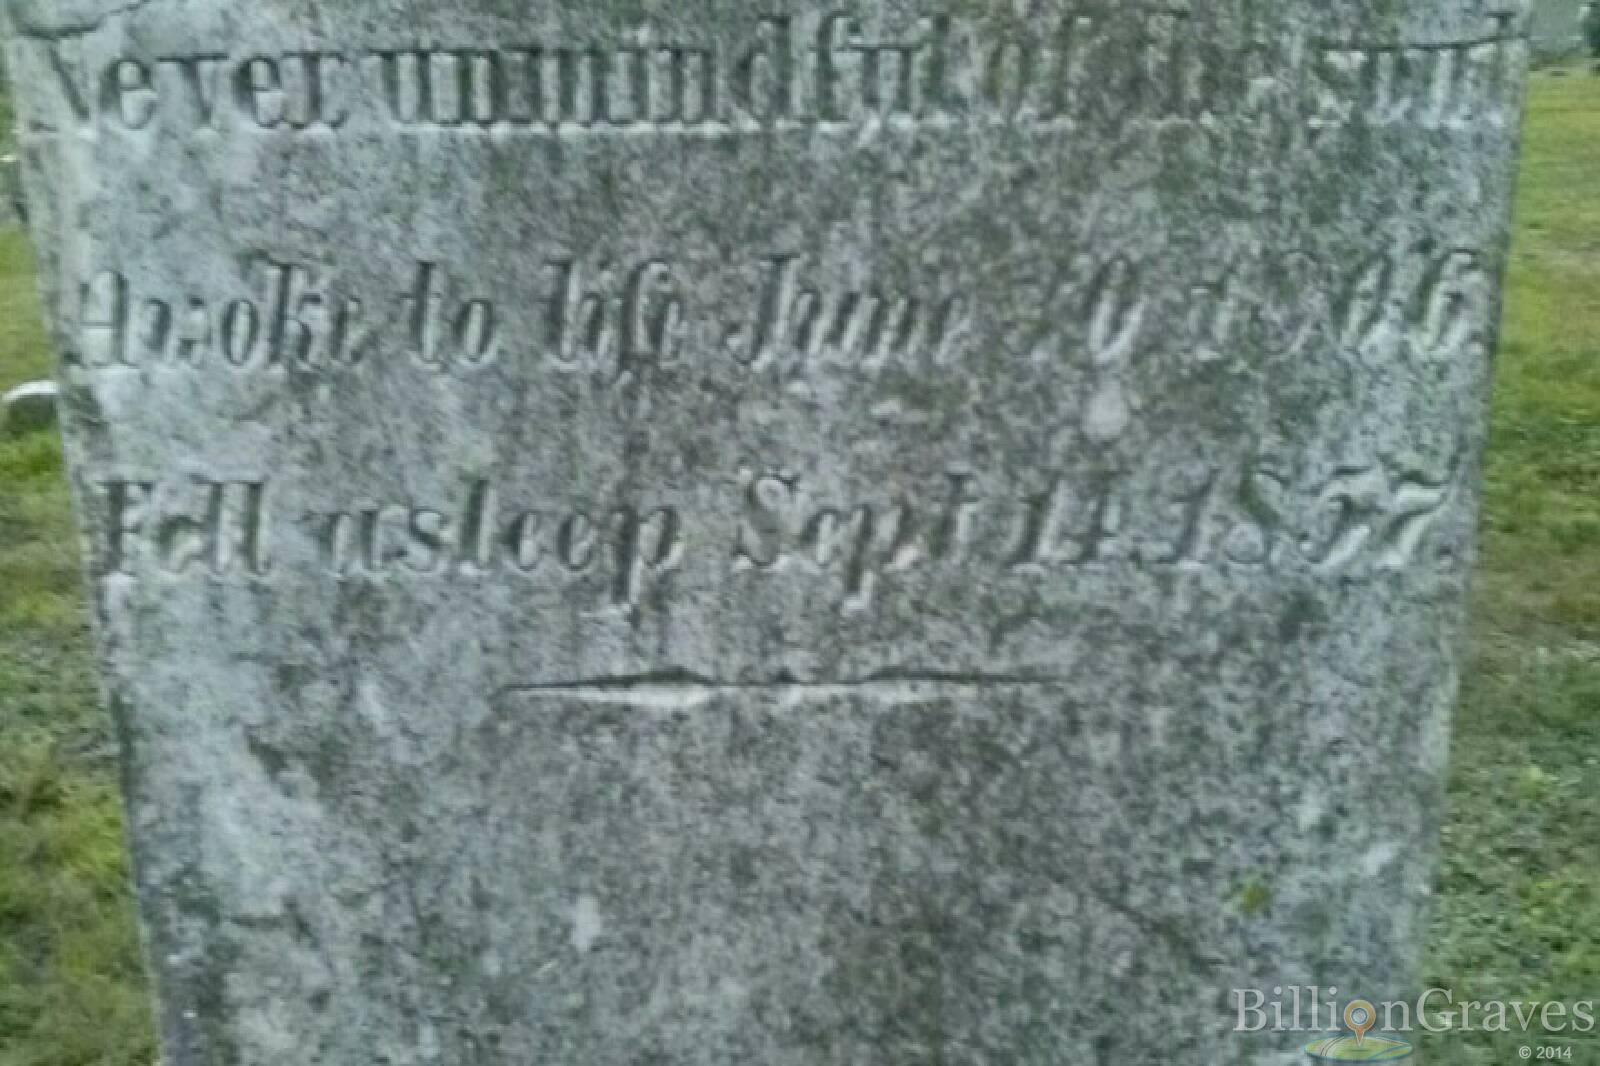 Never unmindful of
Awoke to life June
Fell asleep Sept 14, 1877.
BillionGraves
© 2014